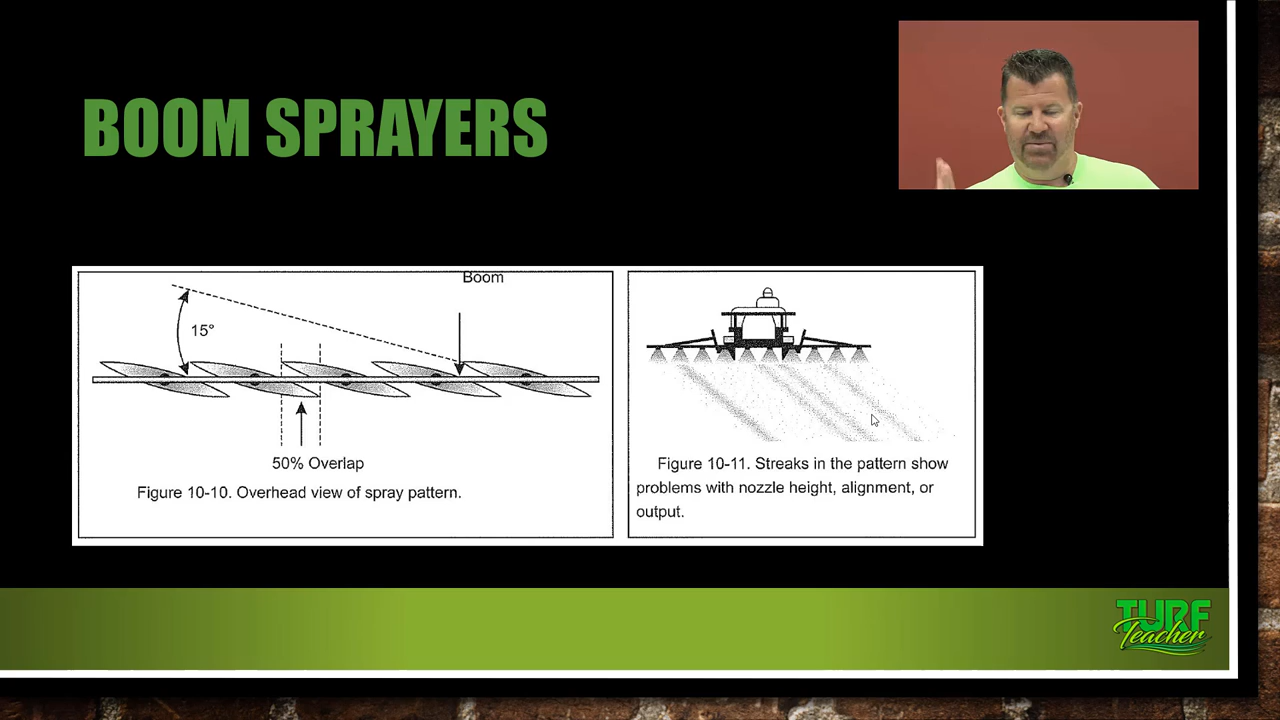 BOOM SPRAYERS
Boom
15°
50% Overlap
Figure 10-10. Overhead view of spray pattern.
Figure 10-11. Streaks in the pattern show
problems with nozzle height, alignment, or
output.
TURF
Teacher